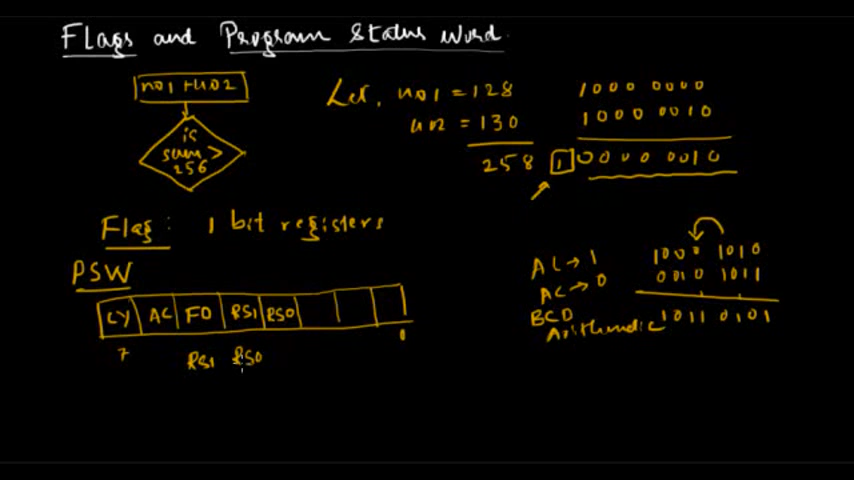 Flags and Program Status Word.
no1 + no2
is
sum >
256
Let, no1 = 128
no2 = 130
258
1000 0000
1000 0010
1 0000 0010
Flag: 1 bit registers
PSW
CY AC F0 RS1 RS0
7 0
RS1 RS0
AC → 1
AC → 0
BCD
Arithmetic
1000 1010
0010 1011
1011 0101